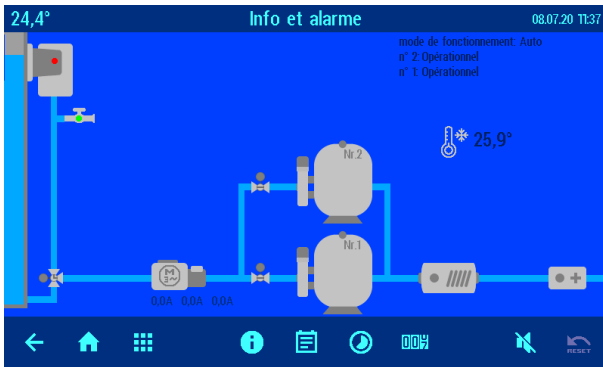 24,4°
Info et alarme
08.07.20 11:37
mode de fonctionnement: Auto
n° 2: Opérationnel
n° 1: Opérationnel
25,9°
Nr.2
Nr.1
M
3~
0,0A 0,0A 0,0A
RESET